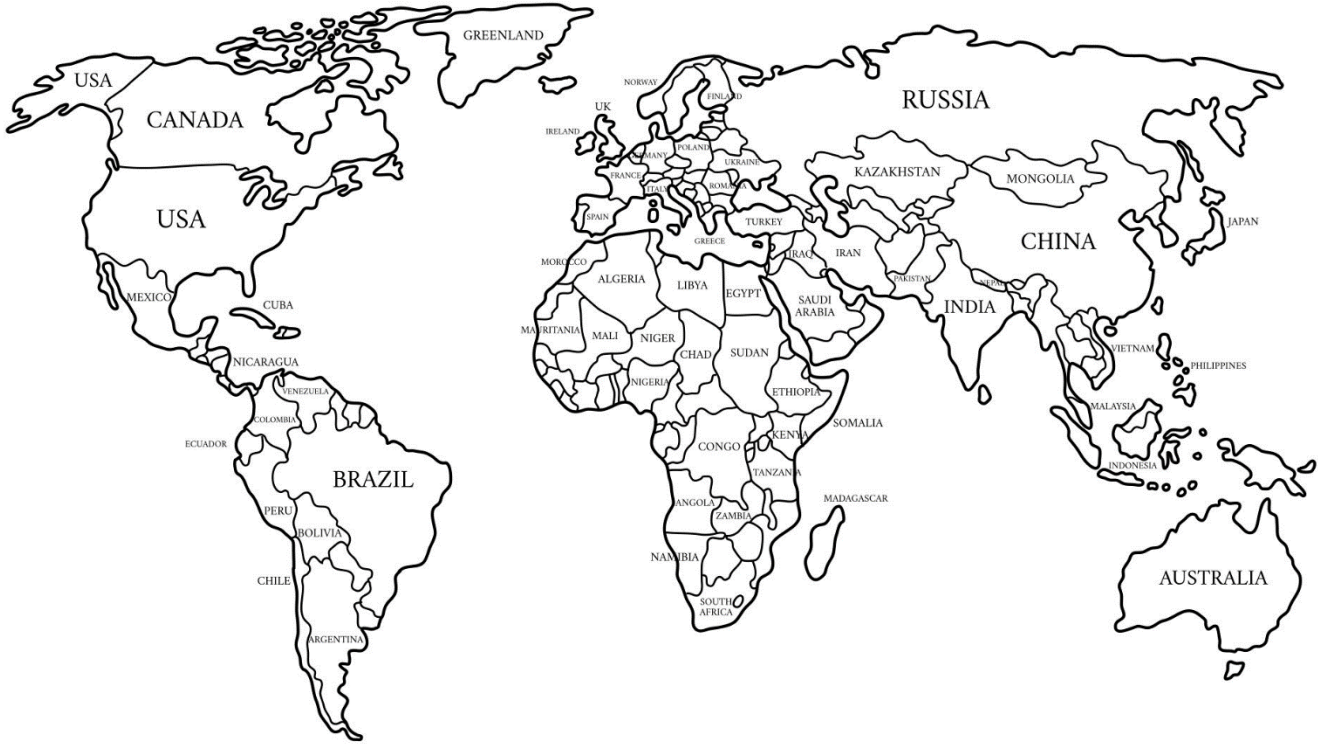 GREENLAND
USA
CANADA
USA
MEXICO
CUBA
NICARAGUA
VENEZUELA
COLOMBIA
ECUADOR
BRAZIL
PERU
BOLIVIA
CHILE
ARGENTINA
NORWAY
FINLAND
UK
IRELAND
GERMANY
POLAND
UKRAINE
FRANCE
ROMANIA
ITALY
SPAIN
GREECE
TURKEY
RUSSIA
KAZAKHSTAN
MONGOLIA
CHINA
JAPAN
IRAQ
IRAN
PAKISTAN
NEPAL
INDIA
SAUDI
ARABIA
MOROCCO
ALGERIA
LIBYA
EGYPT
MAURITANIA
MALI
NIGER
CHAD
SUDAN
NIGERIA
ETHIOPIA
SOMALIA
CONGO
KENYA
TANZANIA
ANGOLA
ZAMBIA
MADAGASCAR
NAMIBIA
SOUTH
AFRICA
VIETNAM
PHILIPPINES
MALAYSIA
INDONESIA
AUSTRALIA